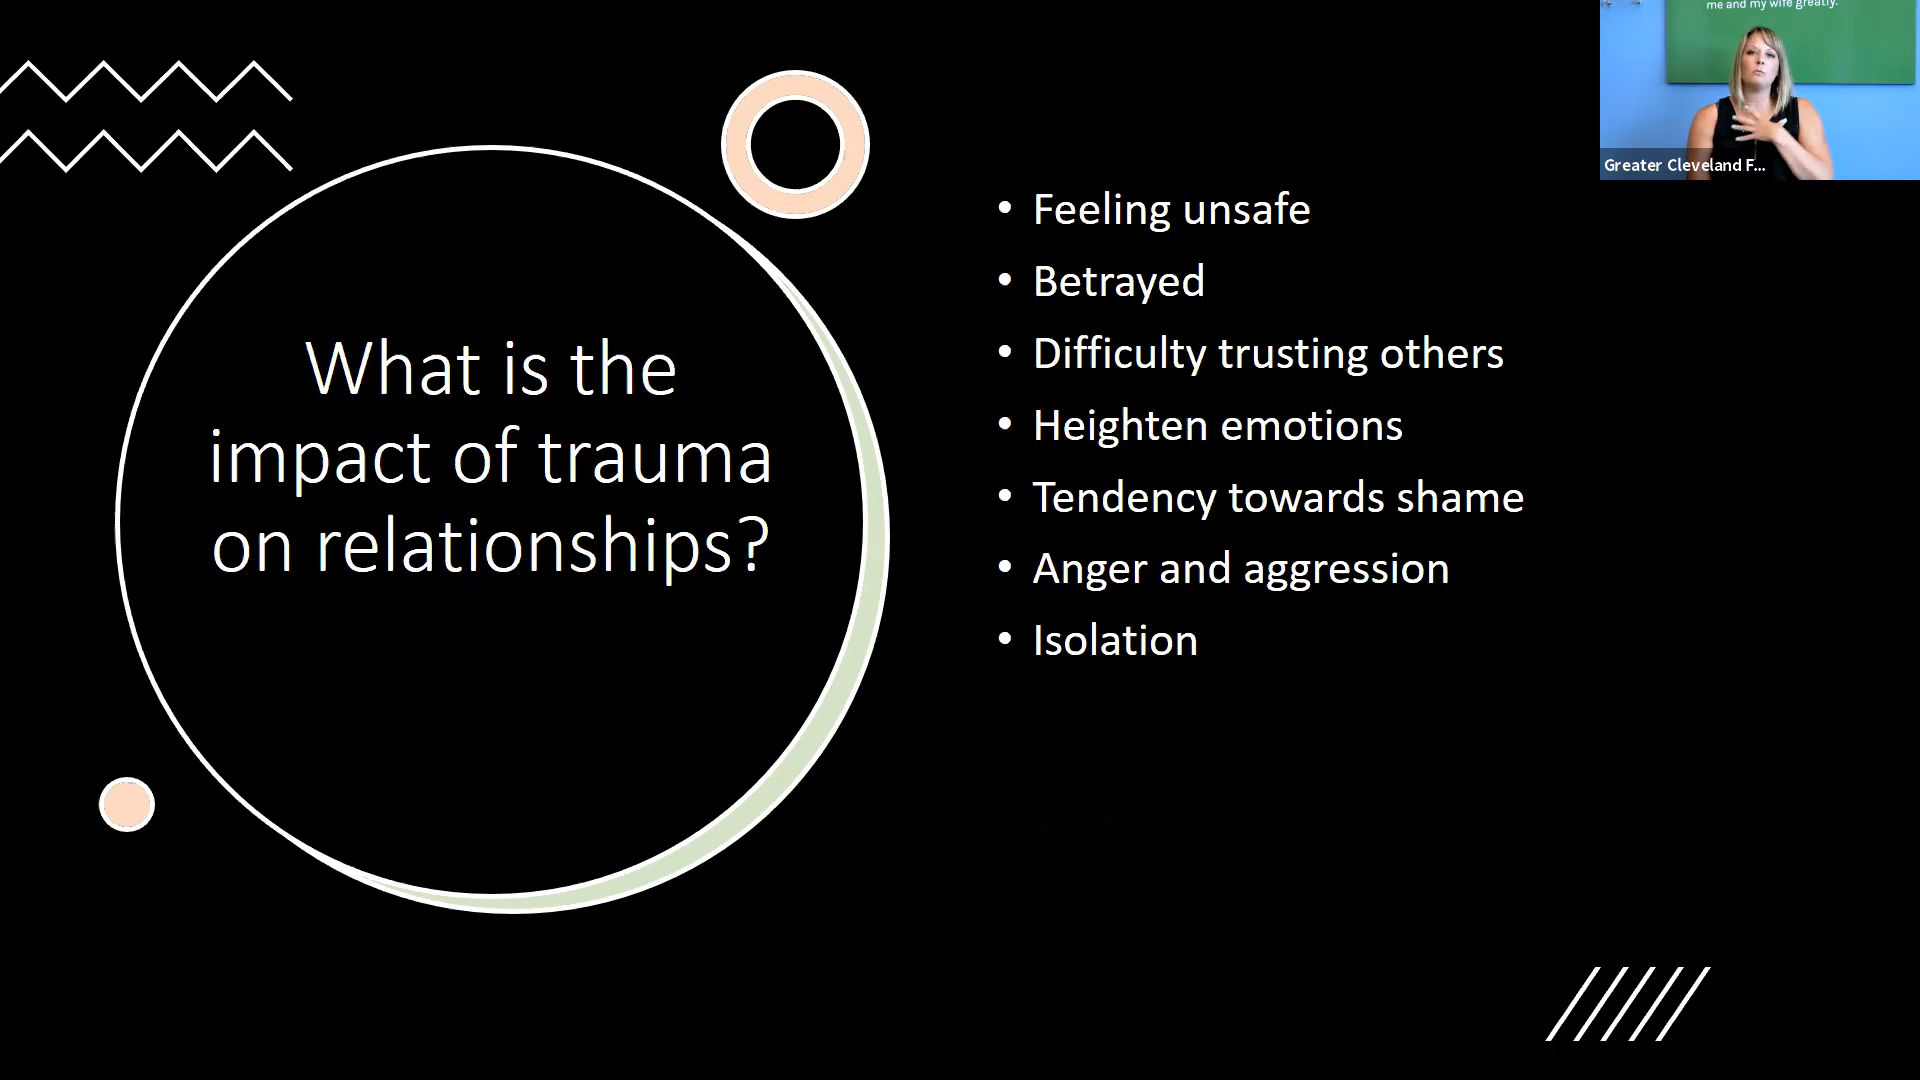 me and my wife greatly.
Greater Cleveland F...
What is the
impact of trauma
on relationships?
• Feeling unsafe
• Betrayed
• Difficulty trusting others
• Heighten emotions
• Tendency towards shame
• Anger and aggression
• Isolation